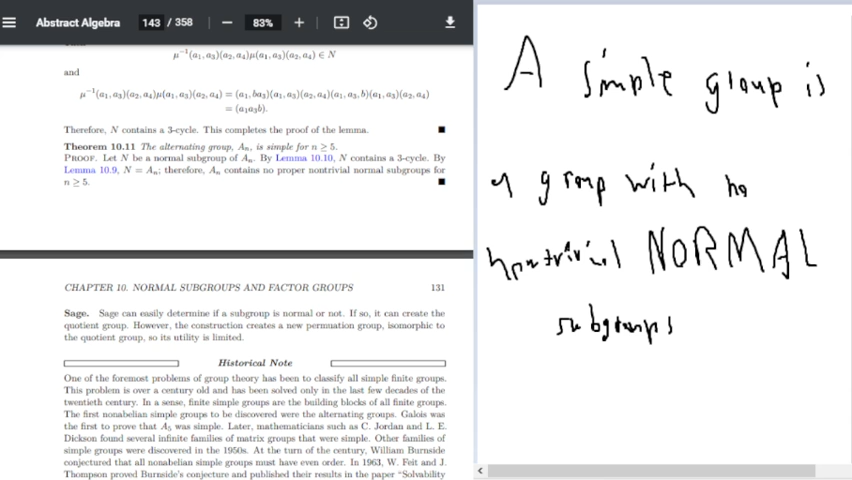 Abstract Algebra 143 / 358 − 83% +
μ⁻¹(a₁, a₃)(a₂, a₄)μ(a₁, a₃)(a₂, a₄) ∈ N
and
μ⁻¹(a₁, a₃)(a₂, a₄)μ(a₁, a₃)(a₂, a₄) = (a₁, ba₃)(a₁, a₃)(a₂, a₄)(a₁, a₃, b)(a₁, a₃)(a₂, a₄)
= (a₁a₃b).
Therefore, N contains a 3-cycle. This completes the proof of the lemma. ■
Theorem 10.11 The alternating group, Aₙ, is simple for n ≥ 5.
PROOF. Let N be a normal subgroup of Aₙ. By Lemma 10.10, N contains a 3-cycle. By
Lemma 10.9, N = Aₙ; therefore, Aₙ contains no proper nontrivial normal subgroups for
n ≥ 5. ■
CHAPTER 10. NORMAL SUBGROUPS AND FACTOR GROUPS 131
Sage. Sage can easily determine if a subgroup is normal or not. If so, it can create the
quotient group. However, the construction creates a new permuation group, isomorphic to
the quotient group, so its utility is limited.
Historical Note
One of the foremost problems of group theory has been to classify all simple finite groups.
This problem is over a century old and has been solved only in the last few decades of the
twentieth century. In a sense, finite simple groups are the building blocks of all finite groups.
The first nonabelian simple groups to be discovered were the alternating groups. Galois was
the first to prove that A₅ was simple. Later, mathematicians such as C. Jordan and L. E.
Dickson found several infinite families of matrix groups that were simple. Other families of
simple groups were discovered in the 1950s. At the turn of the century, William Burnside
conjectured that all nonabelian simple groups must have even order. In 1963, W. Feit and J.
Thompson proved Burnside's conjecture and published their results in the paper "Solvability
A simple group is
a group with no
nontrivial NORMAL
subgroups